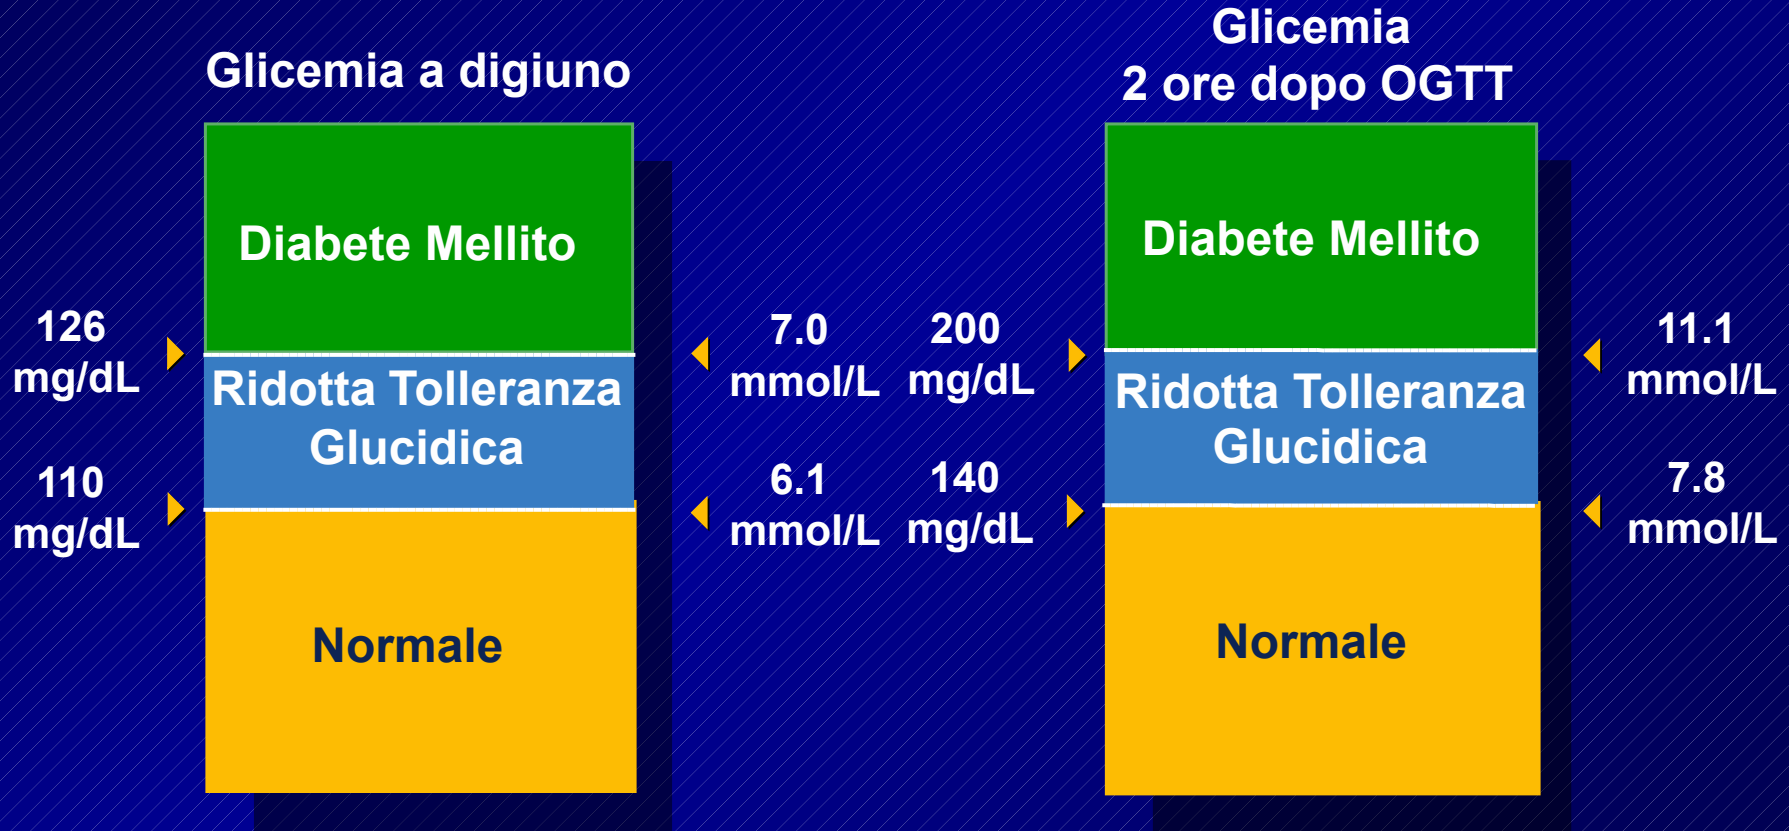 Glicemia a digiuno
Diabete Mellito
126
mg/dL
7.0
mmol/L
Ridotta Tolleranza
Glucidica
110
mg/dL
6.1
mmol/L
Normale
Glicemia
2 ore dopo OGTT
Diabete Mellito
200
mg/dL
11.1
mmol/L
Ridotta Tolleranza
Glucidica
140
mg/dL
7.8
mmol/L
Normale